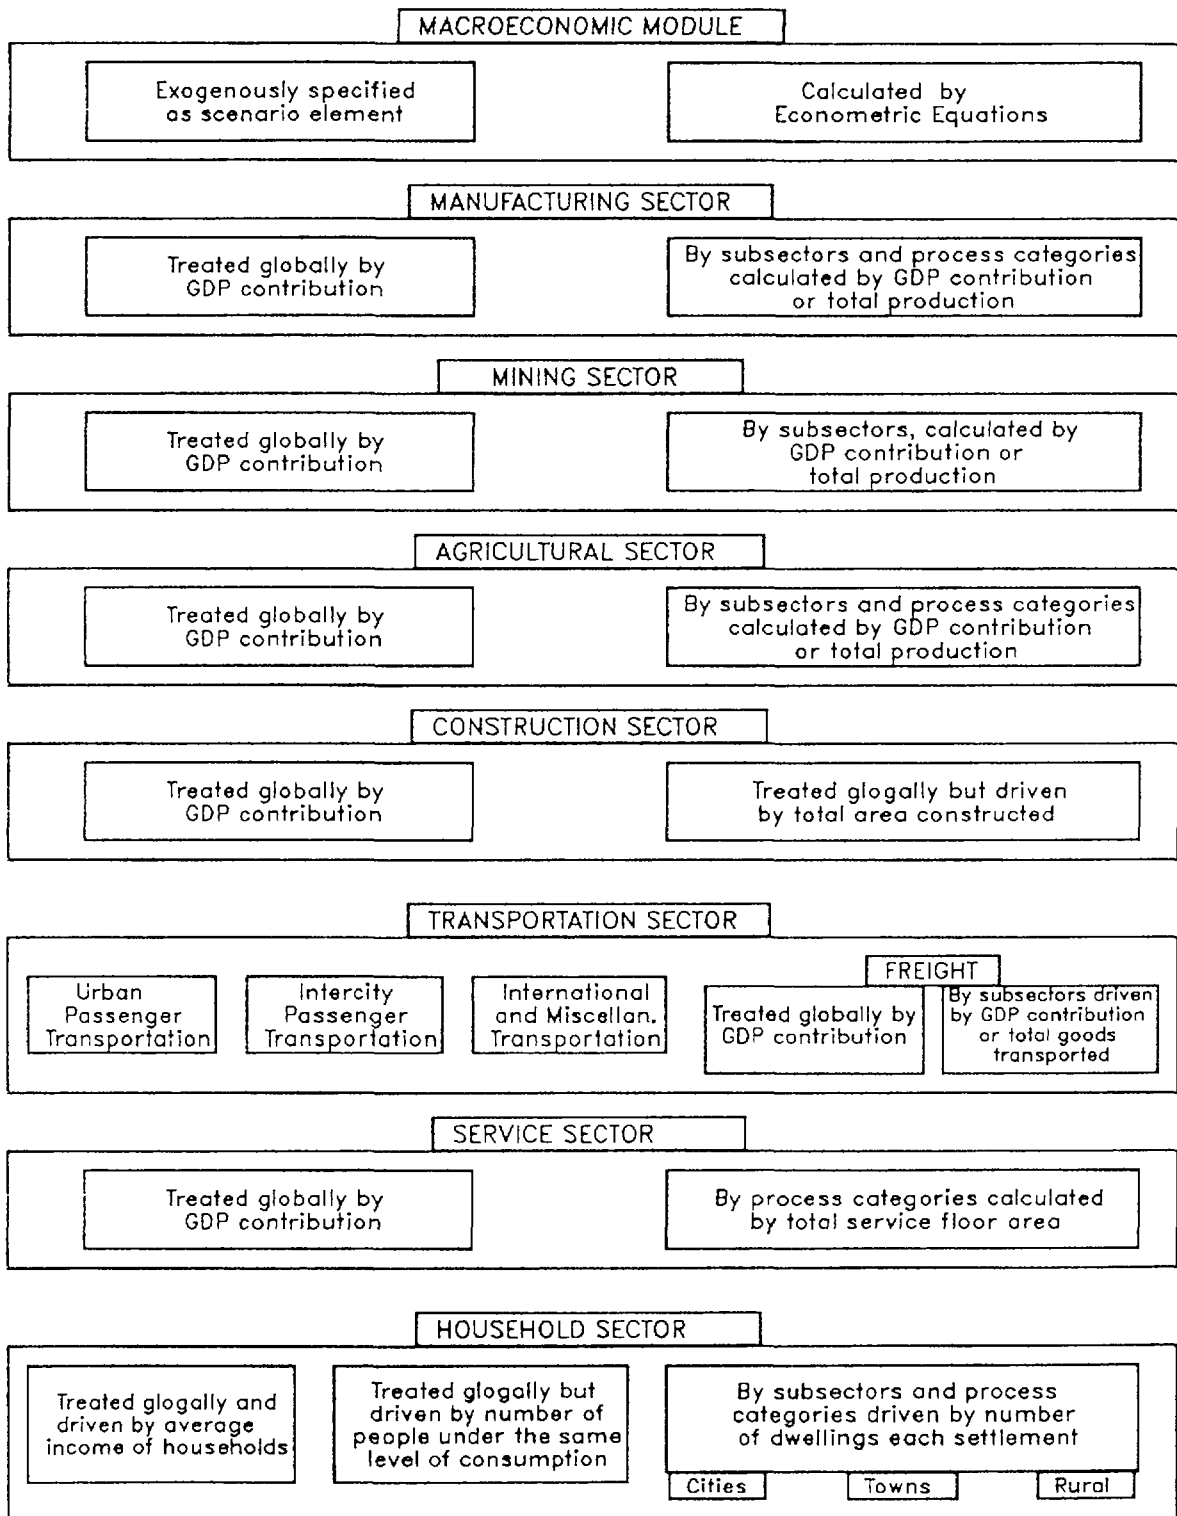 MACROECONOMIC MODULE
Exogenously specified
as scenario element
Calculated by
Econometric Equations
MANUFACTURING SECTOR
Treated globally by
GDP contribution
By subsectors and process categories
calculated by GDP contribution
or total production
MINING SECTOR
Treated globally by
GDP contribution
By subsectors, calculated by
GDP contribution or
total production
AGRICULTURAL SECTOR
Treated globally by
GDP contribution
By subsectors and process categories
calculated by GDP contribution
or total production
CONSTRUCTION SECTOR
Treated globally by
GDP contribution
Treated glogally but driven
by total area constructed
TRANSPORTATION SECTOR
Urban
Passenger
Transportation
Intercity
Passenger
Transportation
International
and Miscellan.
Transportation
FREIGHT
Treated globally by
GDP contribution
By subsectors driven
by GDP contribution
or total goods
transported
SERVICE SECTOR
Treated globally by
GDP contribution
By process categories calculated
by total service floor area
HOUSEHOLD SECTOR
Treated glogally and
driven by average
income of households
Treated glogally but
driven by number of
people under the same
level of consumption
By subsectors and process
categories driven by number
of dwellings each settlement
Cities
Towns
Rural